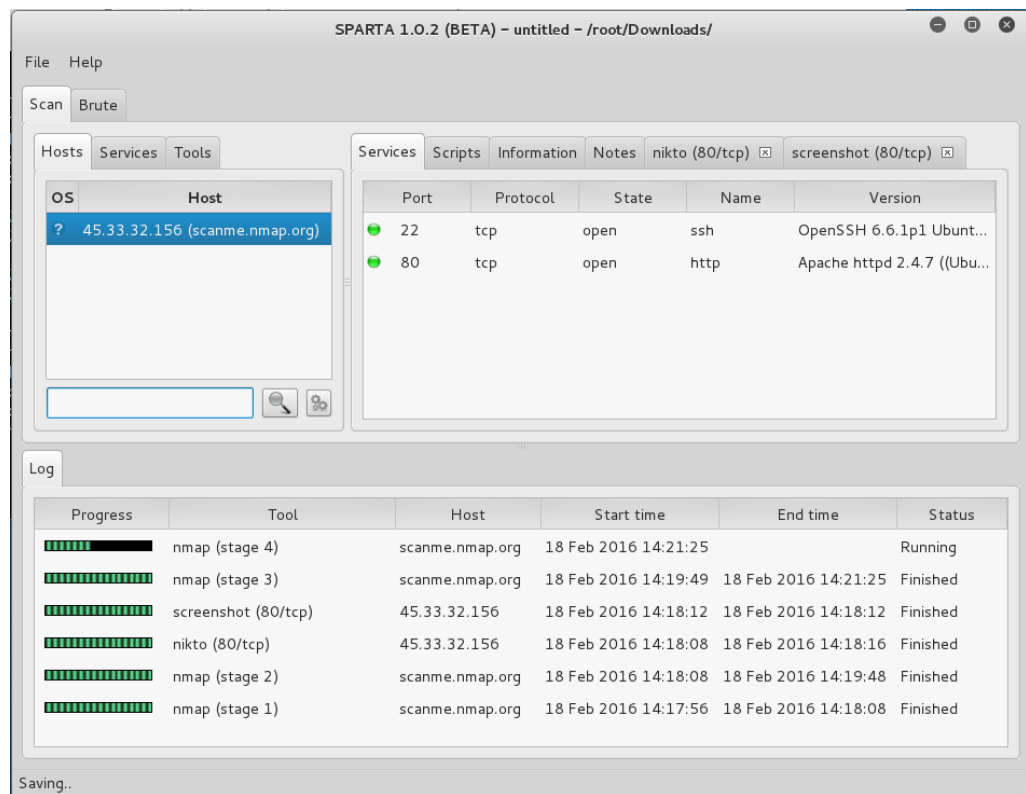 SPARTA 1.0.2 (BETA) - untitled - /root/Downloads/
File Help
Scan Brute
Hosts Services Tools
OS Host
? 45.33.32.156 (scanme.nmap.org)
Services Scripts Information Notes nikto (80/tcp) screenshot (80/tcp)
Port Protocol State Name Version
22 tcp open ssh OpenSSH 6.6.1p1 Ubunt...
80 tcp open http Apache httpd 2.4.7 ((Ubu...
Log
Progress Tool Host Start time End time Status
nmap (stage 4) scanme.nmap.org 18 Feb 2016 14:21:25 Running
nmap (stage 3) scanme.nmap.org 18 Feb 2016 14:19:49 18 Feb 2016 14:21:25 Finished
screenshot (80/tcp) 45.33.32.156 18 Feb 2016 14:18:12 18 Feb 2016 14:18:12 Finished
nikto (80/tcp) 45.33.32.156 18 Feb 2016 14:18:08 18 Feb 2016 14:18:16 Finished
nmap (stage 2) scanme.nmap.org 18 Feb 2016 14:18:08 18 Feb 2016 14:19:48 Finished
nmap (stage 1) scanme.nmap.org 18 Feb 2016 14:17:56 18 Feb 2016 14:18:08 Finished
Saving..